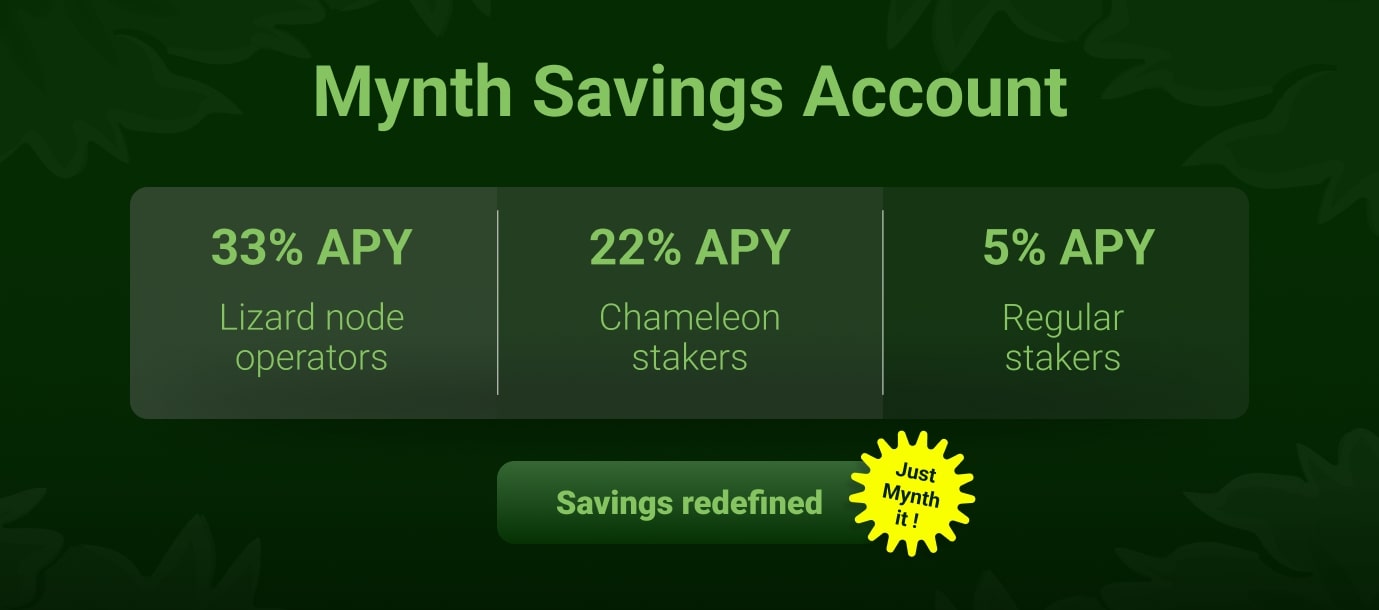 Mynth Savings Account
33% APY
Lizard node
operators
22% APY
Chameleon
stakers
5% APY
Regular
stakers
Savings redefined
Just
Mynth
it !